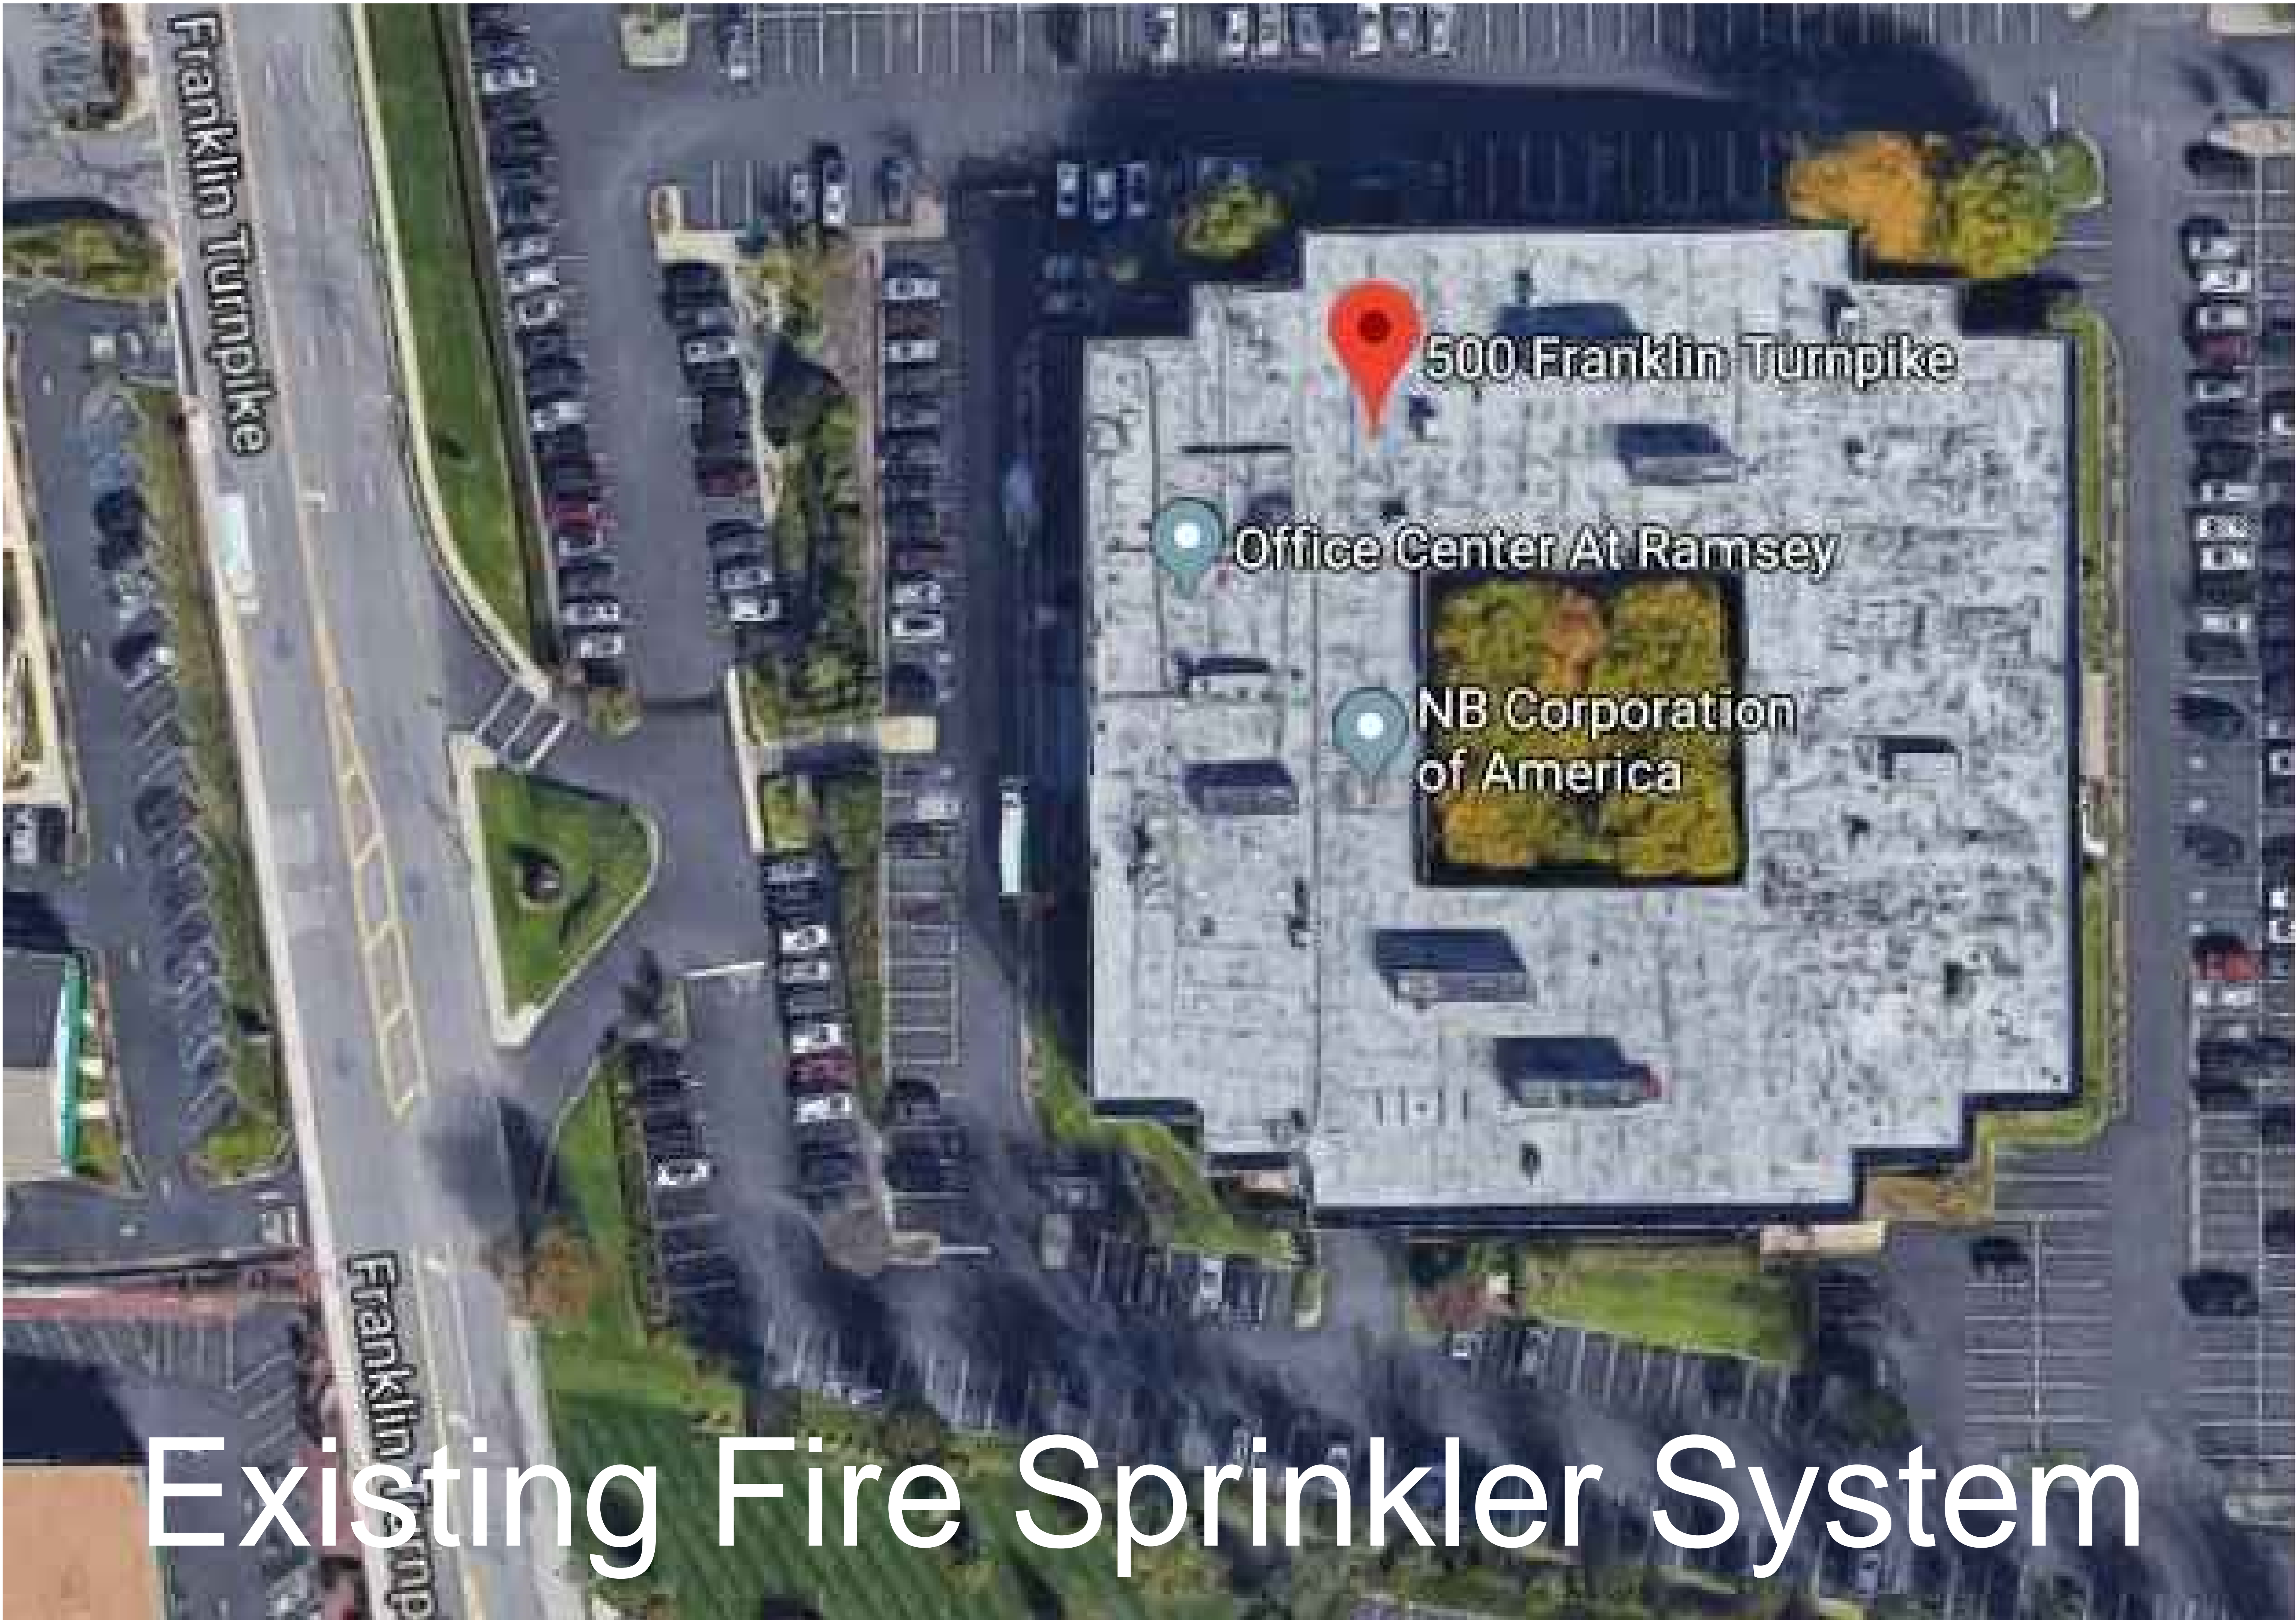 Franklin Turnpike
500 Franklin Turnpike
Office Center At Ramsey
NB Corporation
of America
Franklin Turnp
Existing Fire Sprinkler System